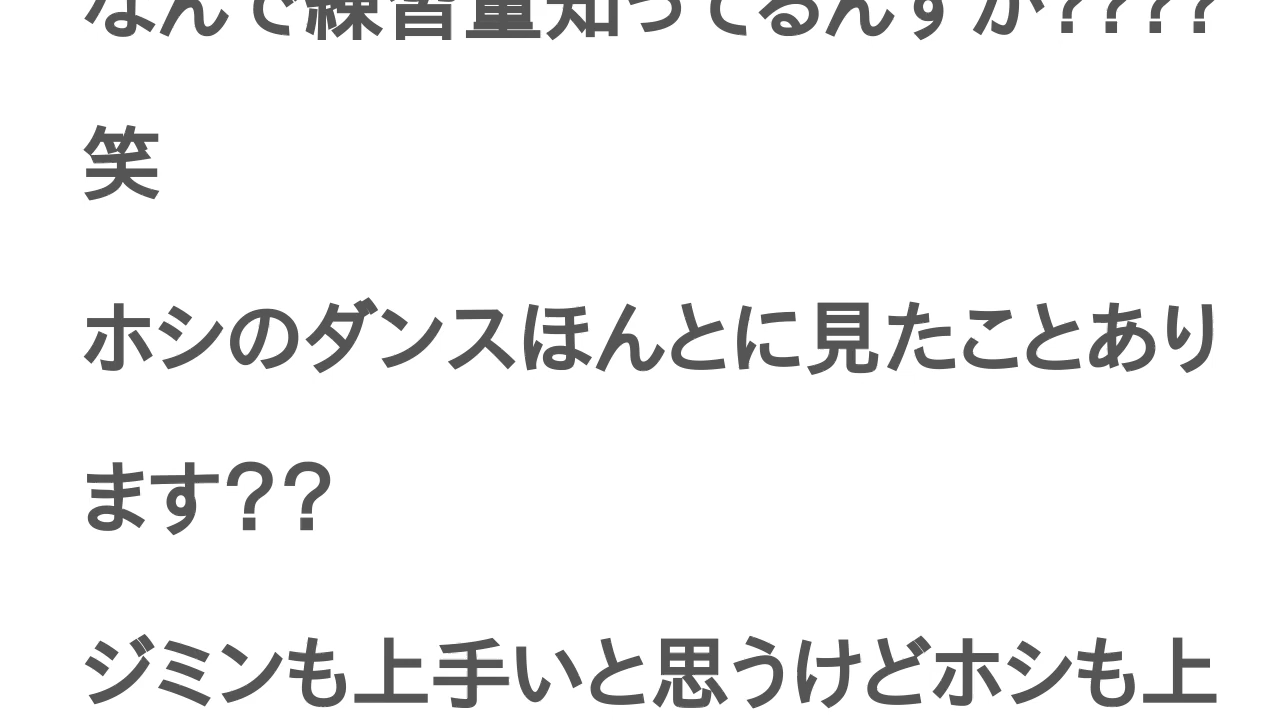 なんで練習量知ってるんすか????
笑
ホシのダンスほんとに見たことあり
ます??
ジミンも上手いと思うけどホシも上